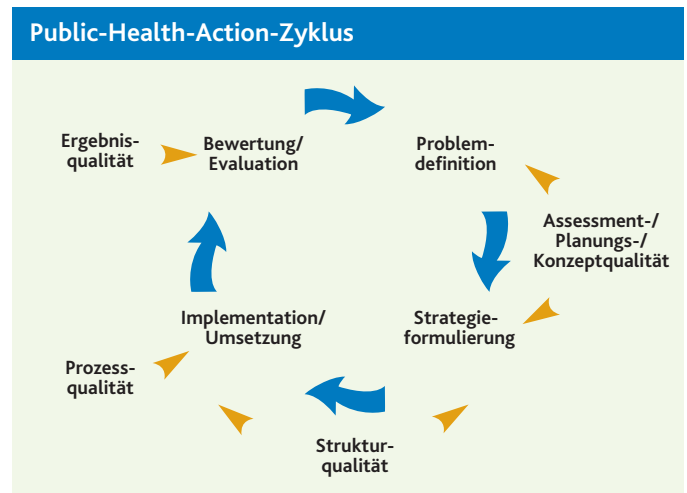 Public-Health-Action-Zyklus
Ergebnis-
qualität
Bewertung/
Evaluation
Problem-
definition
Assessment-/
Planungs-/
Konzeptqualität
Implementation/
Umsetzung
Strategie-
formulierung
Prozess-
qualität
Struktur-
qualität